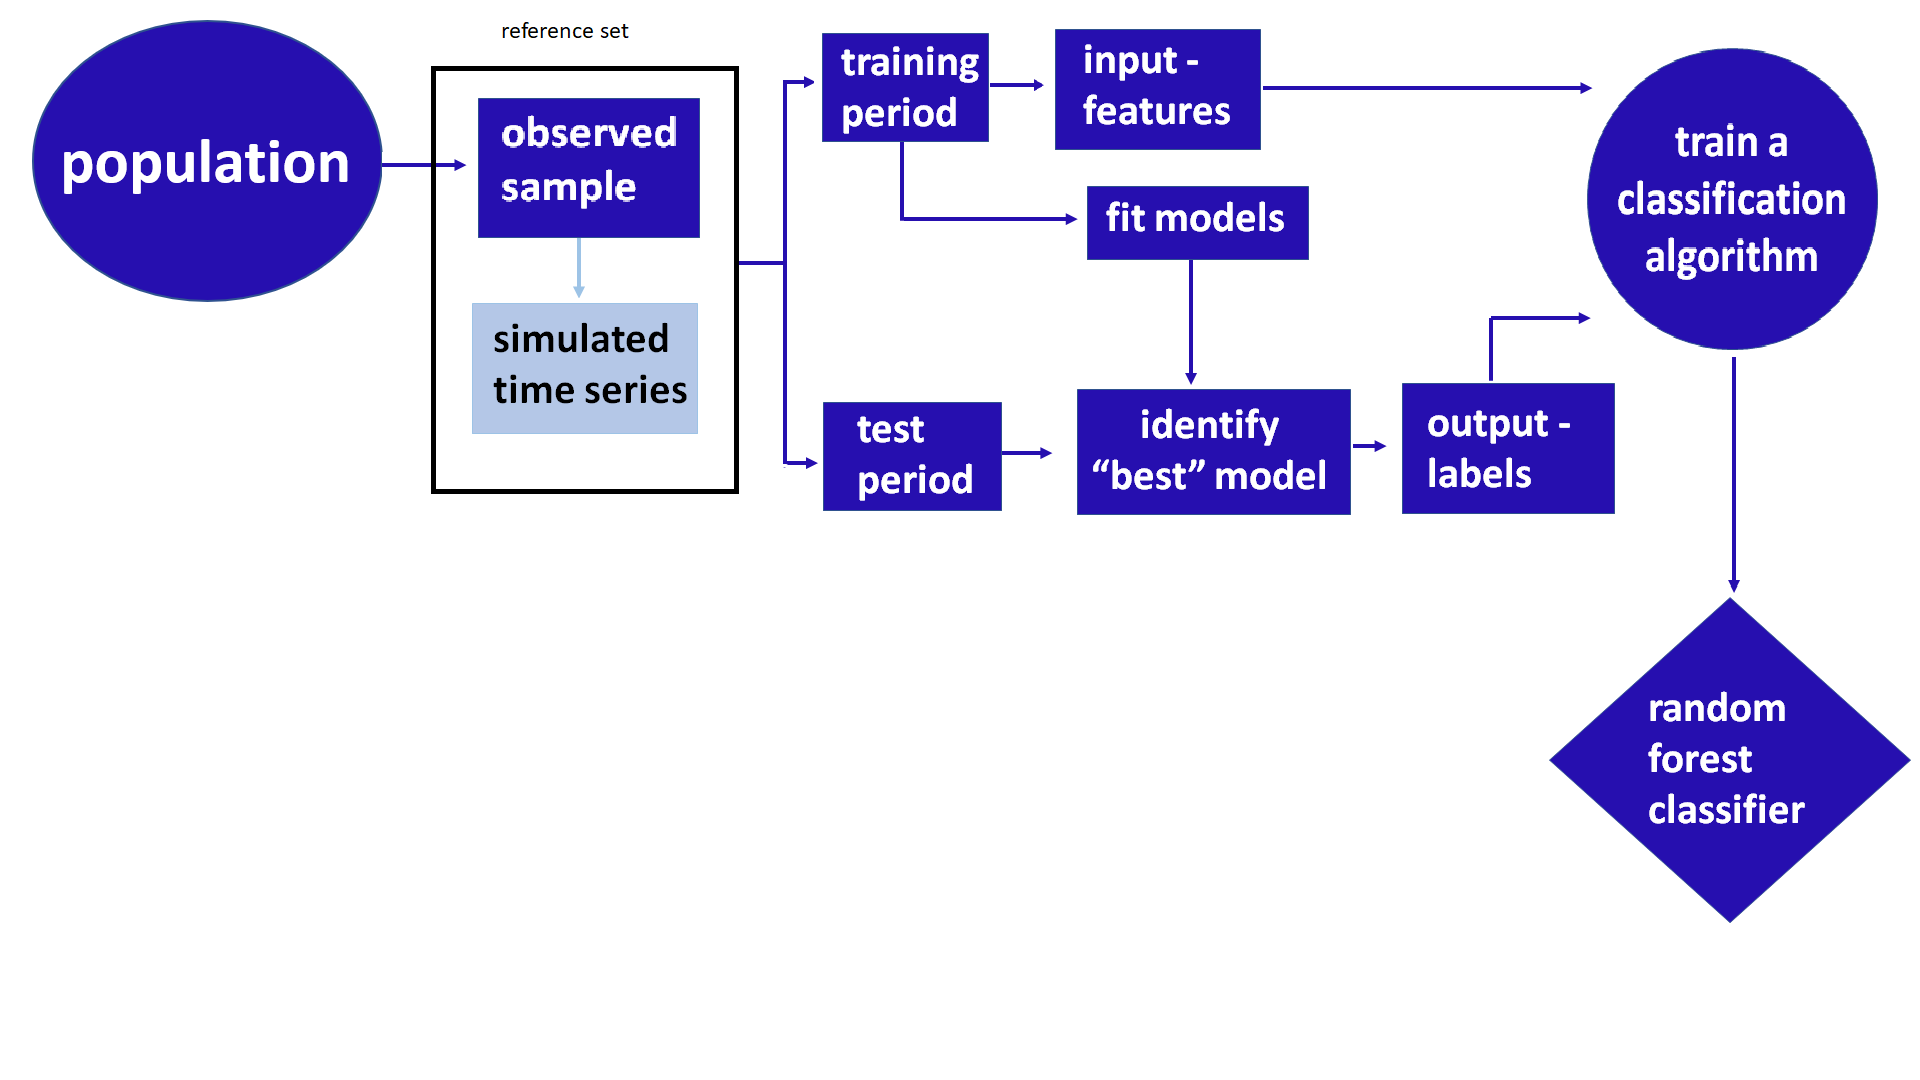 reference set
population
observed
sample
simulated
time series
training
period
input -
features
fit models
test
period
identify
“best” model
output -
labels
train a
classification
algorithm
random
forest
classifier